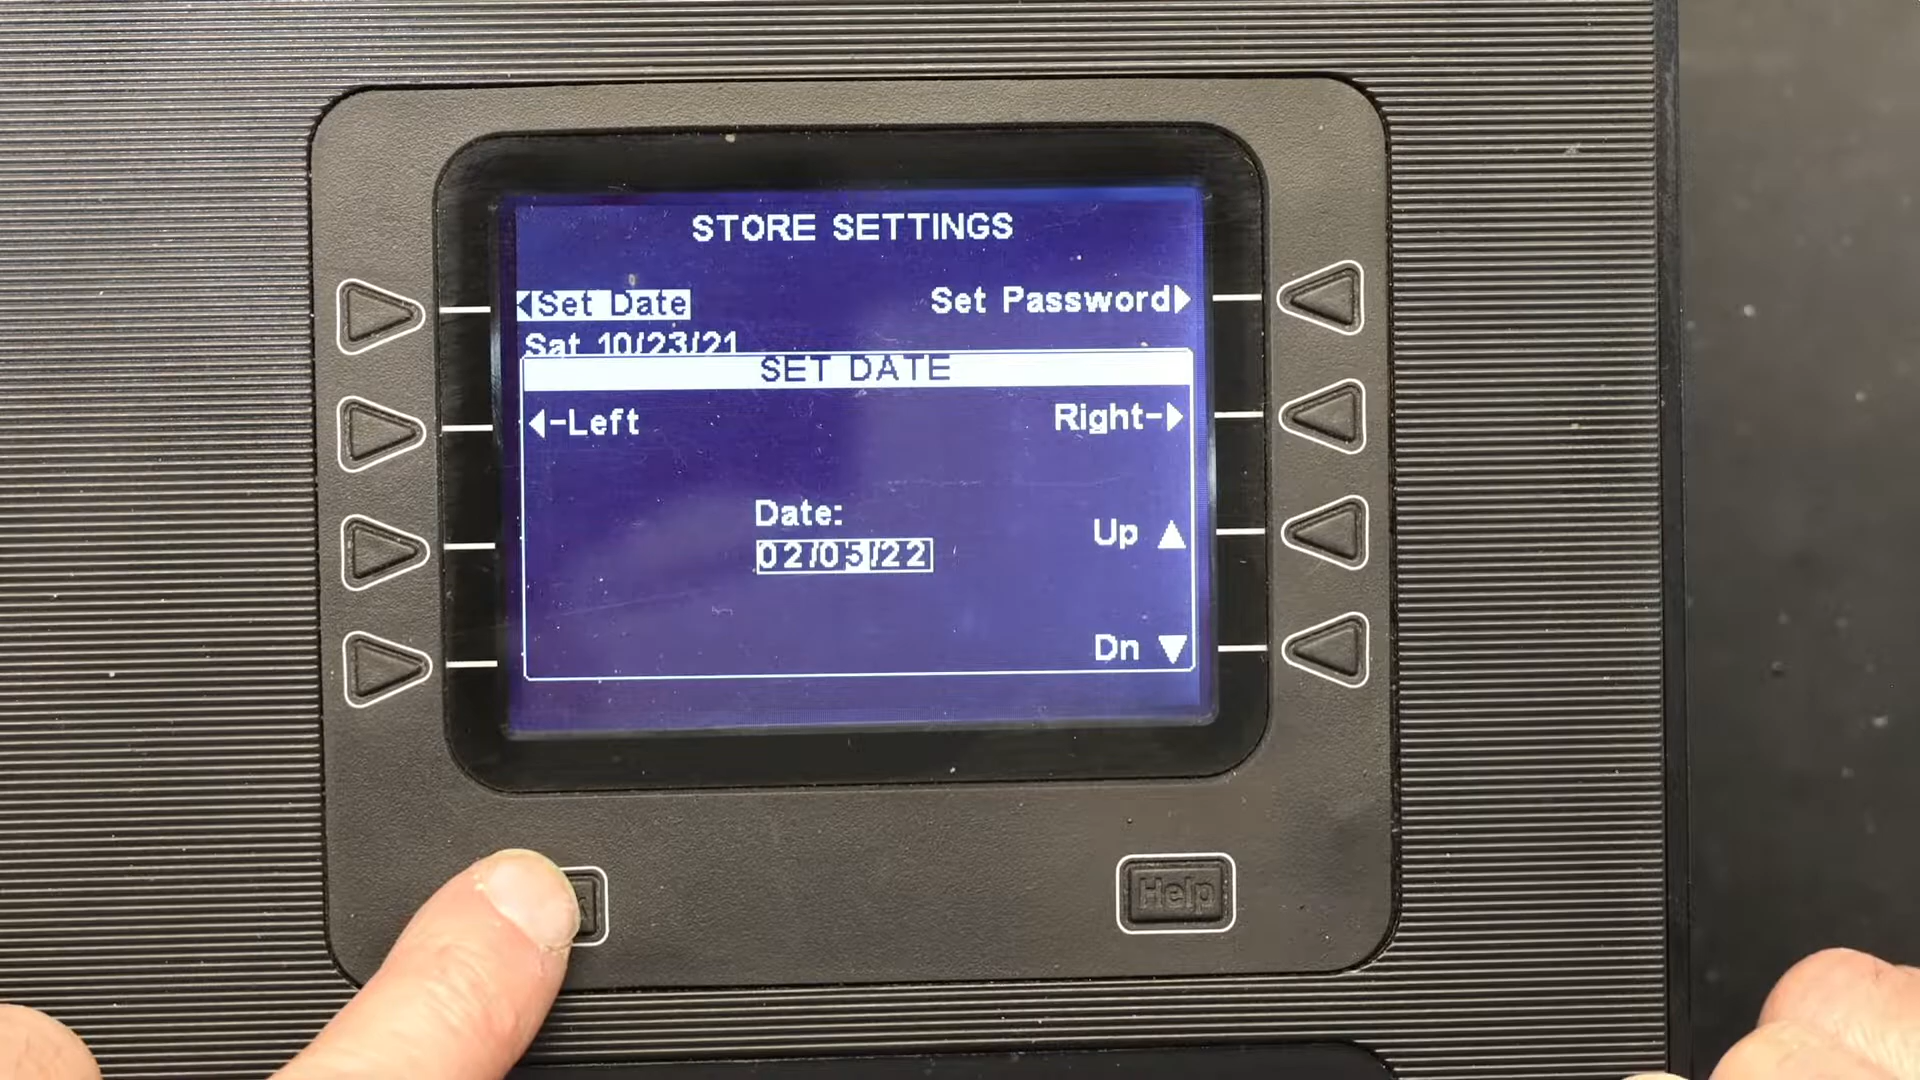 STORE SETTINGS
Set Date
Set Password
Sat 10/23/21
SET DATE
-Left
Right-
Date:
Up
02/05/22
Dn
Help